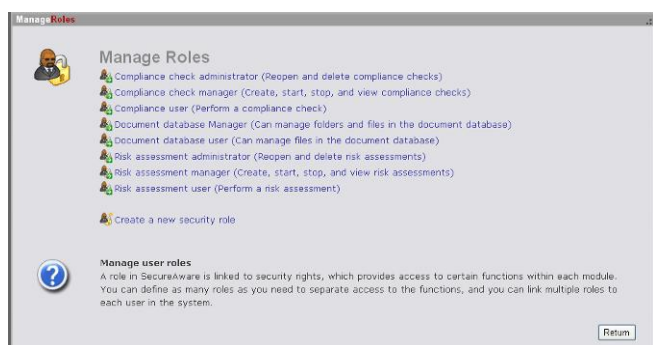 ManageRoles
Manage Roles
Compliance check administrator (Reopen and delete compliance checks)
Compliance check manager (Create, start, stop, and view compliance checks)
Compliance user (Perform a compliance check)
Document database Manager (Can manage folders and files in the document database)
Document database user (Can manage files in the document database)
Risk assessment administrator (Reopen and delete risk assessments)
Risk assessment manager (Create, start, stop, and view risk assessments)
Risk assessment user (Perform a risk assessment)
Create a new security role
Manage user roles
A role in SecureAware is linked to security rights, which provides access to certain functions within each module.
You can define as many roles as you need to separate access to the functions, and you can link multiple roles to
each user in the system.
Return